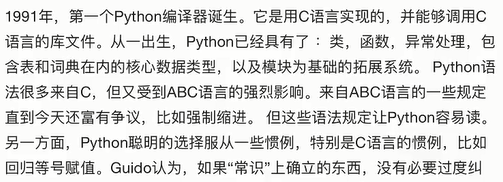 1991年，第一个Python编译器诞生。它是用C语言实现的，并能够调用C
语言的库文件。从一出生，Python已经具有了 ：类，函数，异常处理，包
含表和词典在内的核心数据类型，以及模块为基础的拓展系统。 Python语
法很多来自C，但又受到ABC语言的强烈影响。来自ABC语言的一些规定
直到今天还富有争议，比如强制缩进。 但这些语法规定让Python容易读。
另一方面，Python聪明的选择服从一些惯例，特别是C语言的惯例，比如
回归等号赋值。Guido认为，如果“常识”上确立的东西，没有必要过度纠